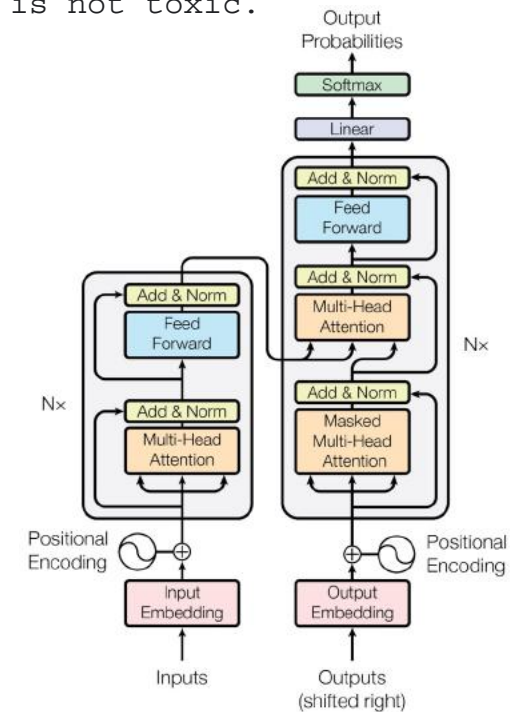 is not toxic.
Output
Probabilities
Softmax
Linear
Add & Norm
Feed
Forward
Add & Norm
Multi-Head
Attention
Nx
Add & Norm
Masked
Multi-Head
Attention
Positional
Encoding
Output
Embedding
Outputs
(shifted right)
Add & Norm
Feed
Forward
Nx
Add & Norm
Multi-Head
Attention
Positional
Encoding
Input
Embedding
Inputs